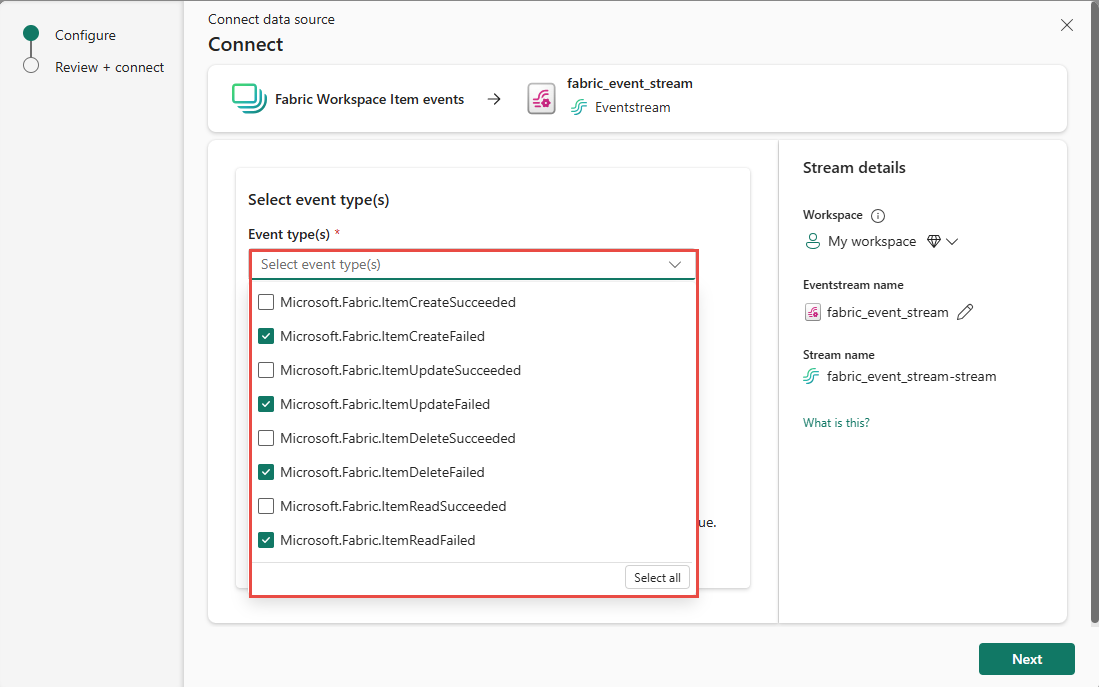 Configure
Review + connect
Connect data source
Connect
Fabric Workspace Item events
fabric_event_stream
Eventstream
Select event type(s)
Event type(s) *
Select event type(s)
Microsoft.Fabric.ItemCreateSucceeded
Microsoft.Fabric.ItemCreateFailed
Microsoft.Fabric.ItemUpdateSucceeded
Microsoft.Fabric.ItemUpdateFailed
Microsoft.Fabric.ItemDeleteSucceeded
Microsoft.Fabric.ItemDeleteFailed
Microsoft.Fabric.ItemReadSucceeded
Microsoft.Fabric.ItemReadFailed
ue.
Select all
Stream details
Workspace
My workspace
Eventstream name
fabric_event_stream
Stream name
fabric_event_stream-stream
What is this?
Next